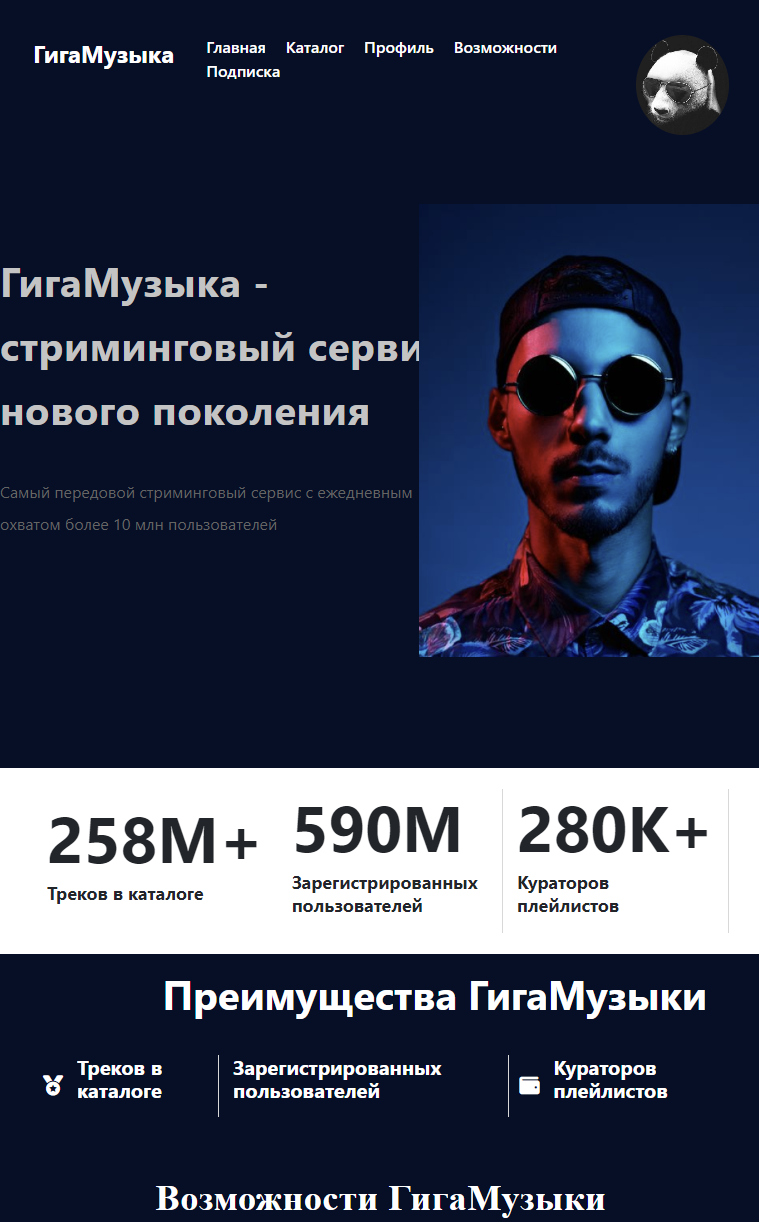 ГигаМузыка
Главная Каталог Профиль Возможности
Подписка
ГигаМузыка -
стриминговый серви
нового поколения
Самый передовой стриминговый сервис с ежедневным
охватом более 10 млн пользователей
258M+
Треков в каталоге
590M
Зарегистрированных
пользователей
280K+
Кураторов
плейлистов
Преимущества ГигаМузыки
Треков в
каталоге
Зарегистрированных
пользователей
Кураторов
плейлистов
Возможности ГигаМузыки